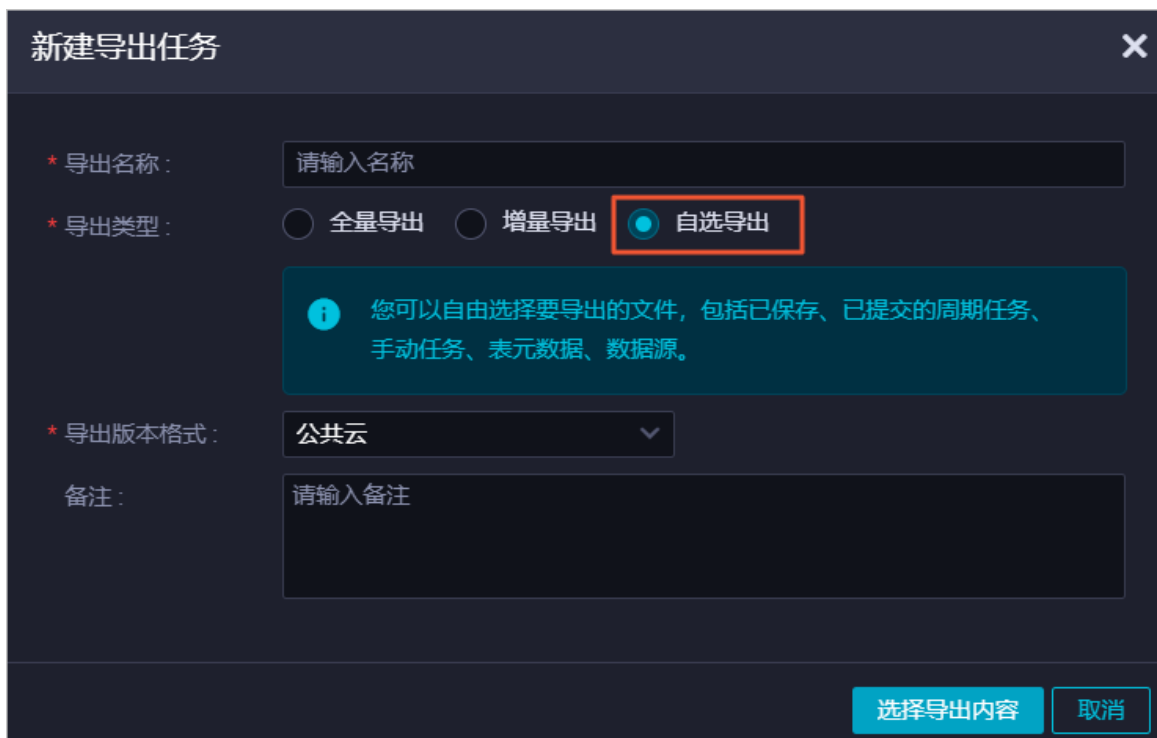 新建导出任务
* 导出名称 :
请输入名称
* 导出类型 :
全量导出 增量导出 自选导出
您可以自由选择要导出的文件，包括已保存、已提交的周期任务、
手动任务、表元数据、数据源。
* 导出版本格式 :
公共云
备注 :
请输入备注
选择导出内容 取消